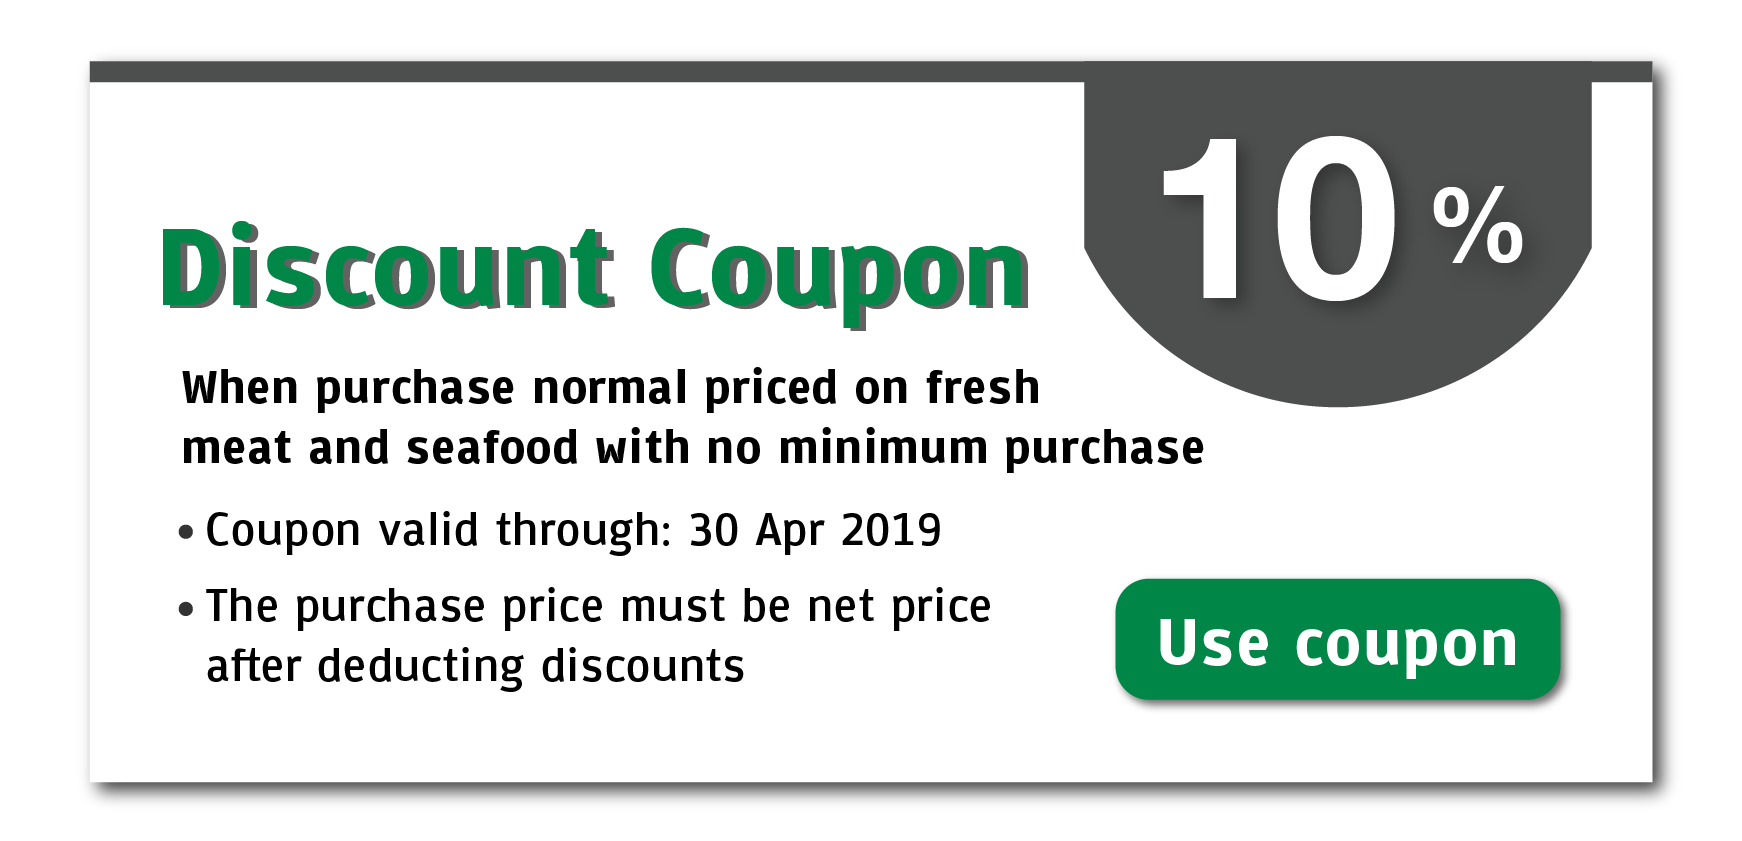 10 %
Discount Coupon
When purchase normal priced on fresh
meat and seafood with no minimum purchase
• Coupon valid through: 30 Apr 2019
• The purchase price must be net price
after deducting discounts
Use coupon